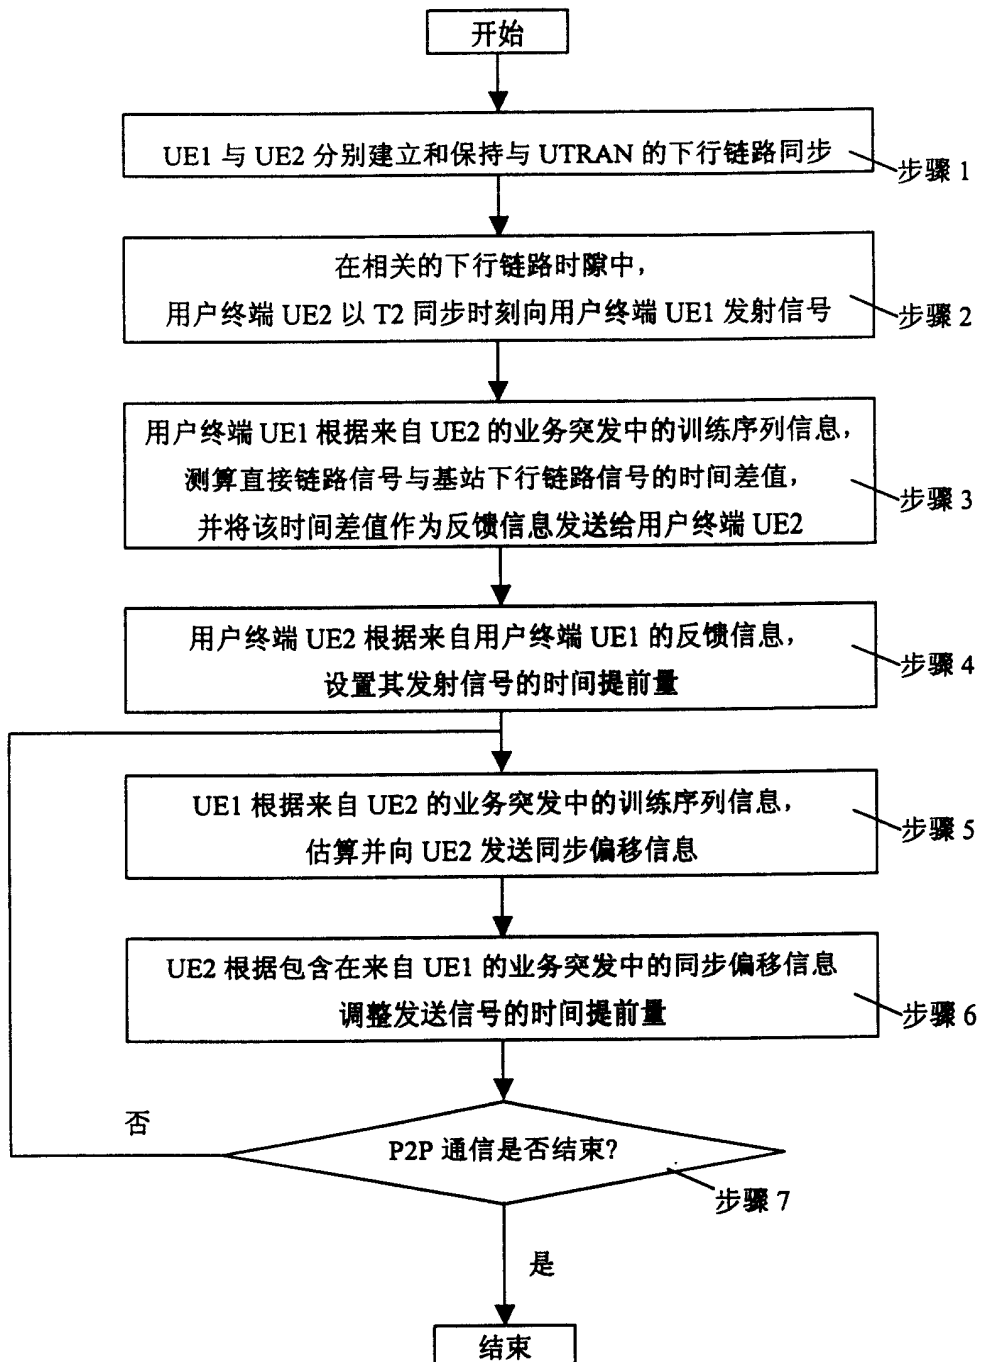 开始
UE1 与 UE2 分别建立和保持与 UTRAN 的下行链路同步
步骤 1
在相关的下行链路时隙中，
用户终端 UE2 以 T2 同步时刻向用户终端 UE1 发射信号
步骤 2
用户终端 UE1 根据来自 UE2 的业务突发中的训练序列信息，
测算直接链路信号与基站下行链路信号的时间差值，
并将该时间差值作为反馈信息发送给用户终端 UE2
步骤 3
用户终端 UE2 根据来自用户终端 UE1 的反馈信息，
设置其发射信号的时间提前量
步骤 4
UE1 根据来自 UE2 的业务突发中的训练序列信息，
估算并向 UE2 发送同步偏移信息
步骤 5
UE2 根据包含在来自 UE1 的业务突发中的同步偏移信息
调整发送信号的时间提前量
步骤 6
否
P2P 通信是否结束?
步骤 7
是
结束